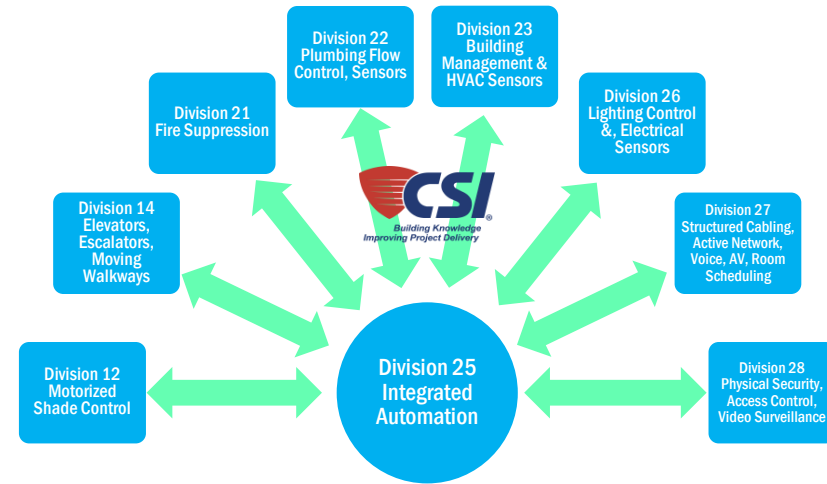 Division 22
Plumbing Flow
Control, Sensors
Division 23
Building
Management &
HVAC Sensors
Division 21
Fire Suppression
Division 26
Lighting Control
&, Electrical
Sensors
CSI
®
Building Knowledge
Improving Project Delivery
Division 14
Elevators,
Escalators,
Moving
Walkways
Division 27
Structured Cabling,
Active Network,
Voice, AV, Room
Scheduling
Division 12
Motorized
Shade Control
Division 25
Integrated
Automation
Division 28
Physical Security,
Access Control,
Video Surveillance